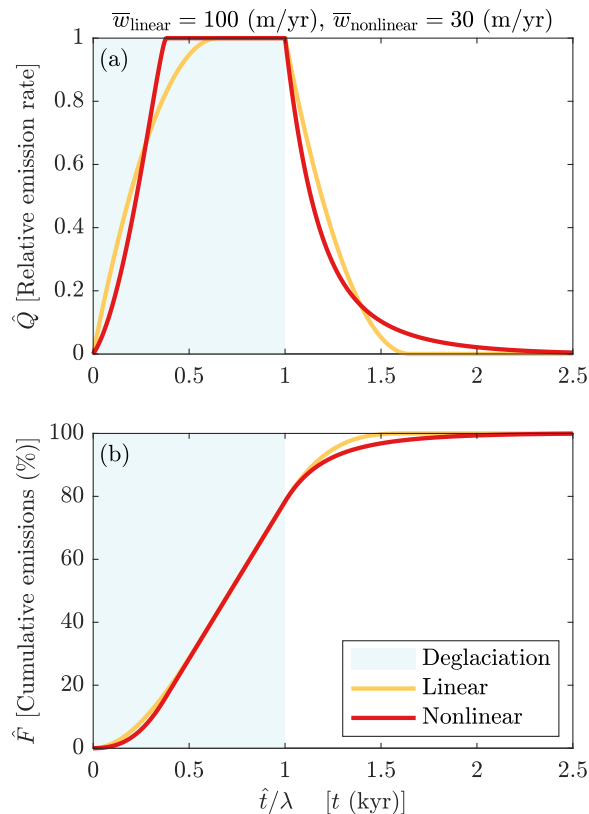 w̅linear = 100 (m/yr), w̅nonlinear = 30 (m/yr)
(a)
Q̂ [Relative emission rate]
1
0.8
0.6
0.4
0.2
0
0 0.5 1 1.5 2 2.5
(b)
F̂ [Cumulative emissions (%)]
100
80
60
40
20
0
Deglaciation
Linear
Nonlinear
0 0.5 1 1.5 2 2.5
t̂/λ [t (kyr)]